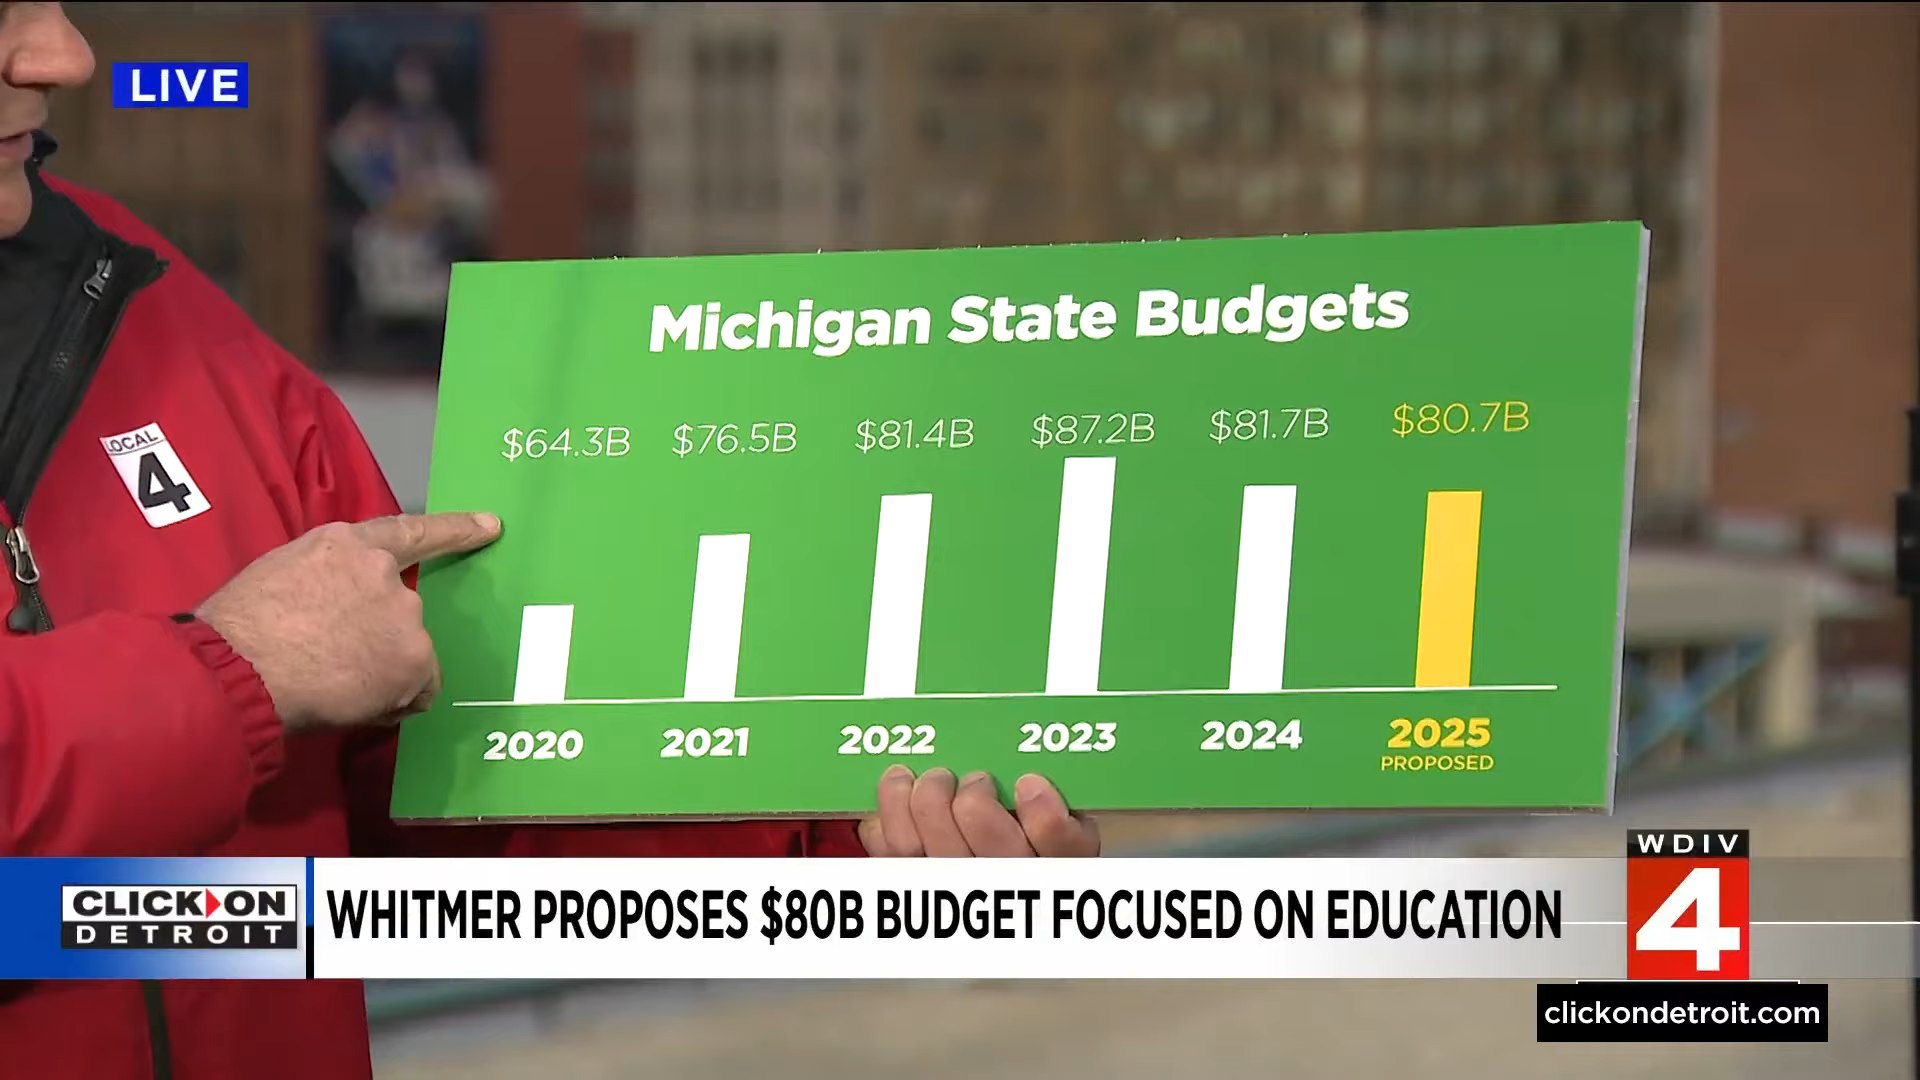 LIVE
LOCAL
4
Michigan State Budgets
$64.3B $76.5B $81.4B $87.2B $81.7B $80.7B
2020 2021 2022 2023 2024 2025
PROPOSED
CLICK ON
DETROIT
WHITMER PROPOSES $80B BUDGET FOCUSED ON EDUCATION
WDIV
4
clickondetroit.com